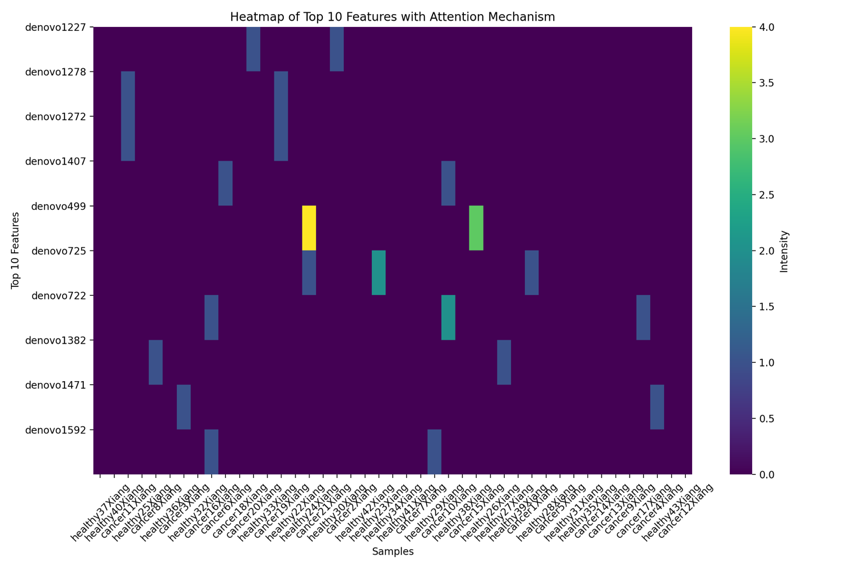 Heatmap of Top 10 Features with Attention Mechanism
Top 10 Features
denovo1227
denovo1278
denovo1272
denovo1407
denovo499
denovo725
denovo722
denovo1382
denovo1471
denovo1592
healthy37Xiang
healthy40Xiang
cancer11Xiang
healthy25Xiang
cancer8Xiang
healthy36Xiang
cancer3Xiang
healthy32Xiang
cancer16Xiang
cancer6Xiang
cancer18Xiang
cancer20Xiang
healthy33Xiang
cancer19Xiang
healthy22Xiang
healthy24Xiang
cancer21Xiang
healthy30Xiang
cancer2Xiang
healthy42Xiang
healthy23Xiang
healthy34Xiang
healthy41Xiang
cancer7Xiang
healthy29Xiang
cancer10Xiang
healthy38Xiang
cancer15Xiang
healthy26Xiang
healthy27Xiang
healthy39Xiang
cancer1Xiang
healthy28Xiang
cancer5Xiang
healthy31Xiang
healthy35Xiang
cancer14Xiang
cancer13Xiang
cancer9Xiang
cancer17Xiang
cancer4Xiang
healthy43Xiang
cancer12Xiang
Samples
4.0
3.5
3.0
2.5
2.0
1.5
1.0
0.5
0.0
Intensity